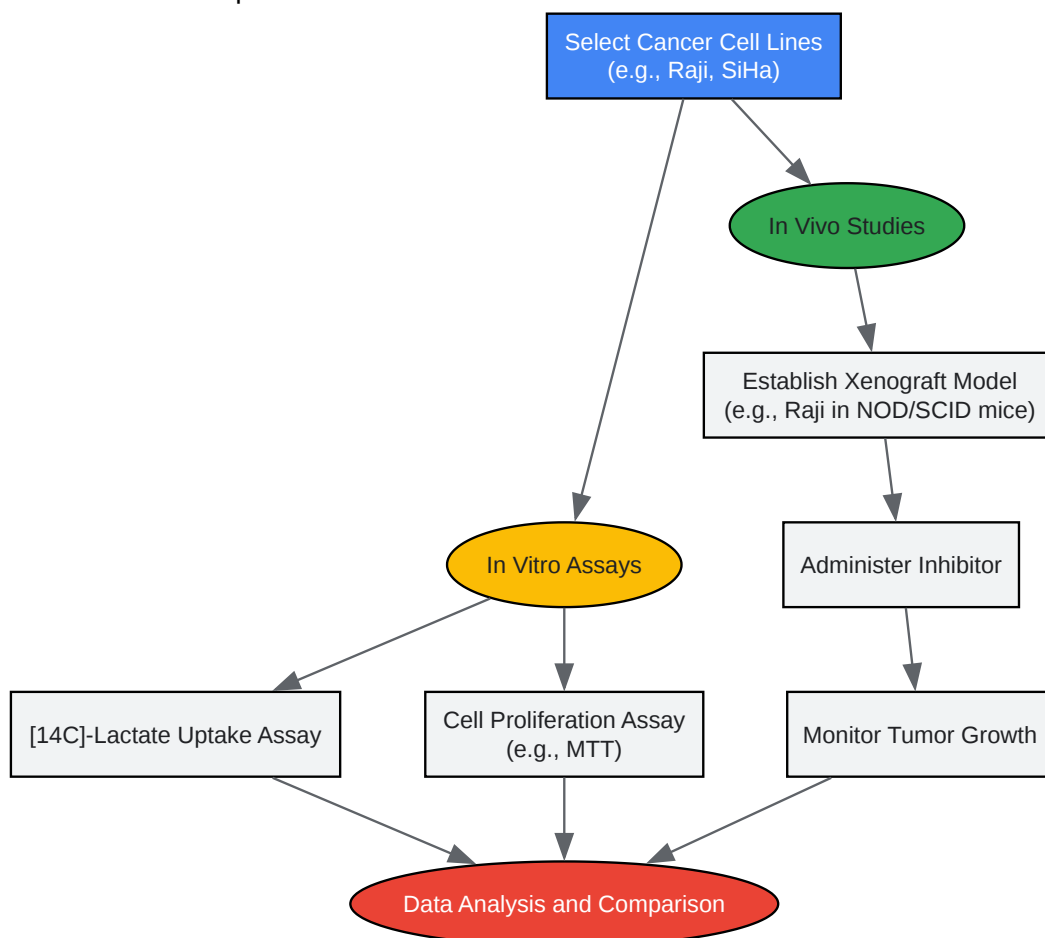 Select Cancer Cell Lines
(e.g., Raji, SiHa)
In Vivo Studies
Establish Xenograft Model
(e.g., Raji in NOD/SCID mice)
In Vitro Assays
Administer Inhibitor
[14C]-Lactate Uptake Assay
Cell Proliferation Assay
(e.g., MTT)
Monitor Tumor Growth
Data Analysis and Comparison